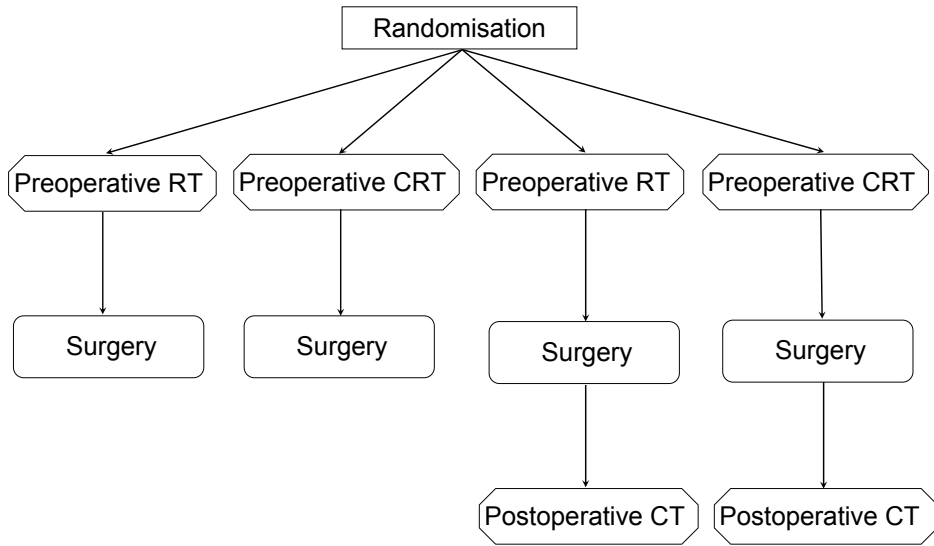 Randomisation
Preoperative RT
Preoperative CRT
Preoperative RT
Preoperative CRT
Surgery
Surgery
Surgery
Surgery
Postoperative CT
Postoperative CT